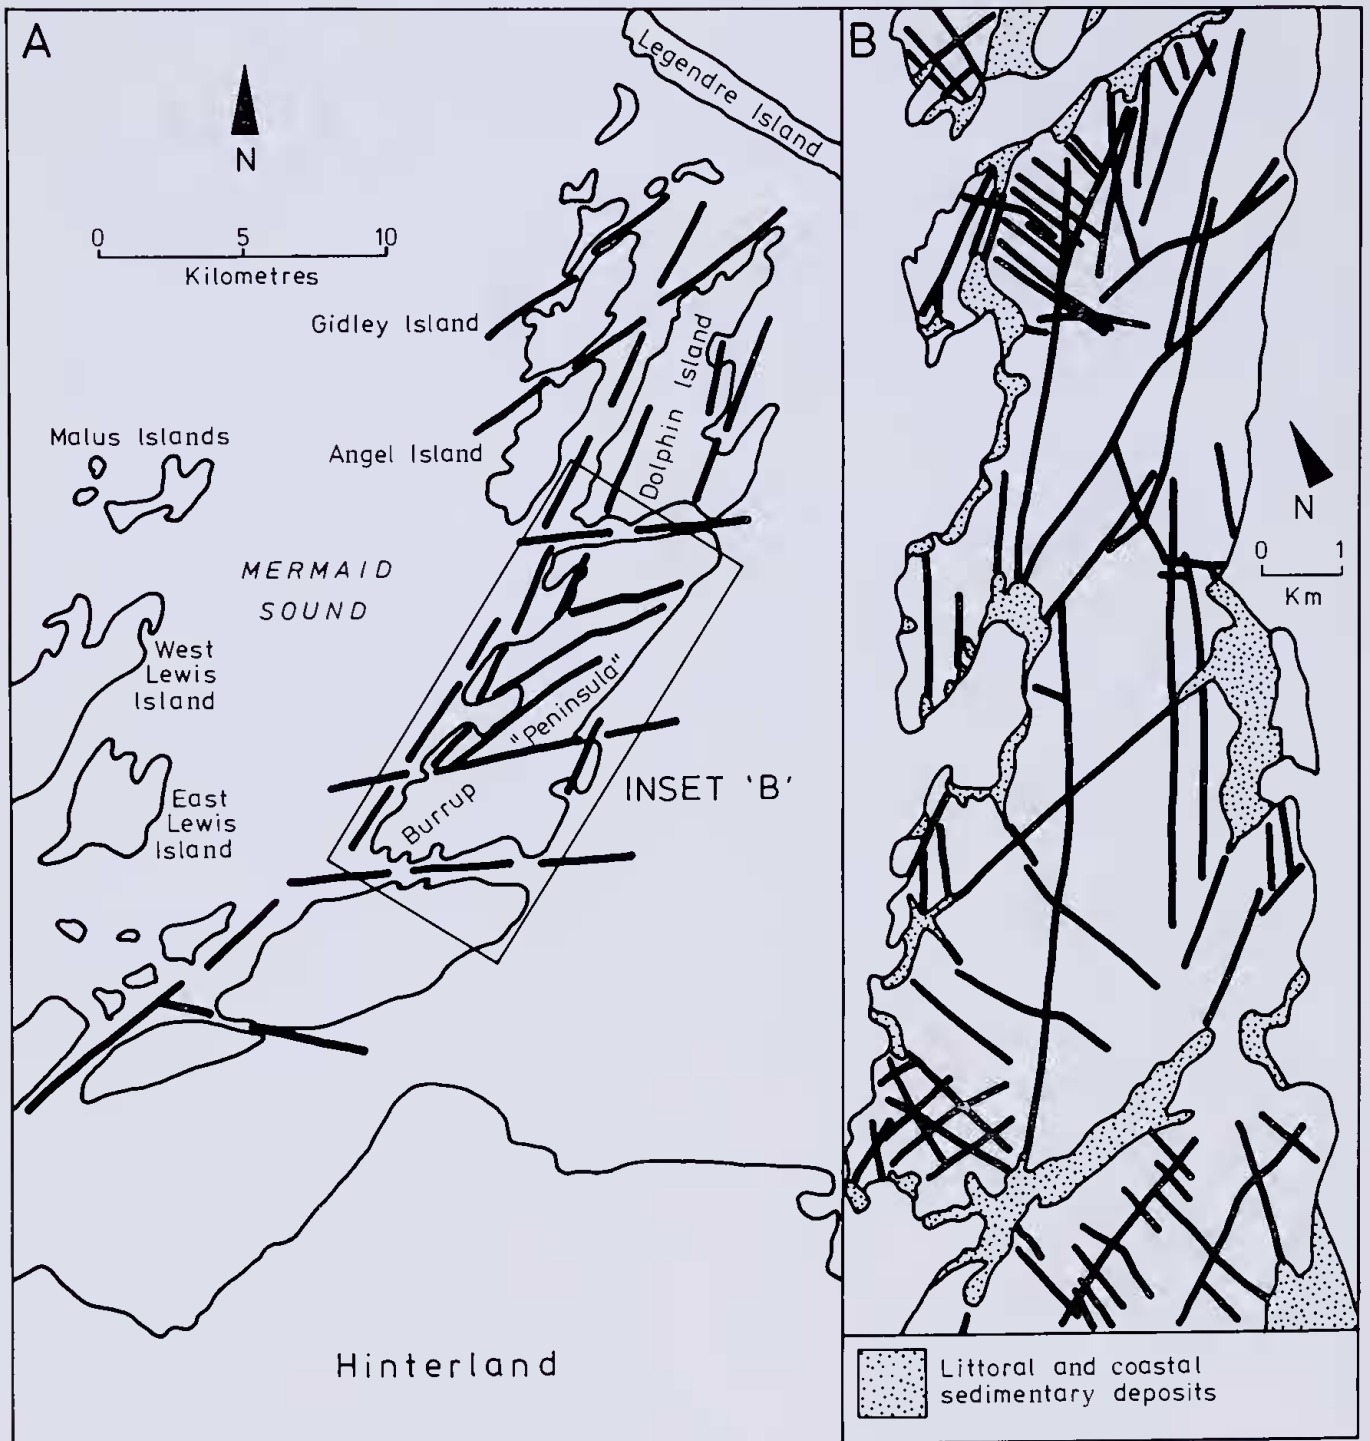 A
Legendre Island
N
0 5 10
Kilometres
Gidley Island
Dolphin Island
Malus Islands
Angel Island
MERMAID
SOUND
West
Lewis
Island
"Peninsula"
INSET 'B'
East
Lewis
Island
Burrup
Hinterland
B
N
0 1
Km
Littoral and coastal
sedimentary deposits